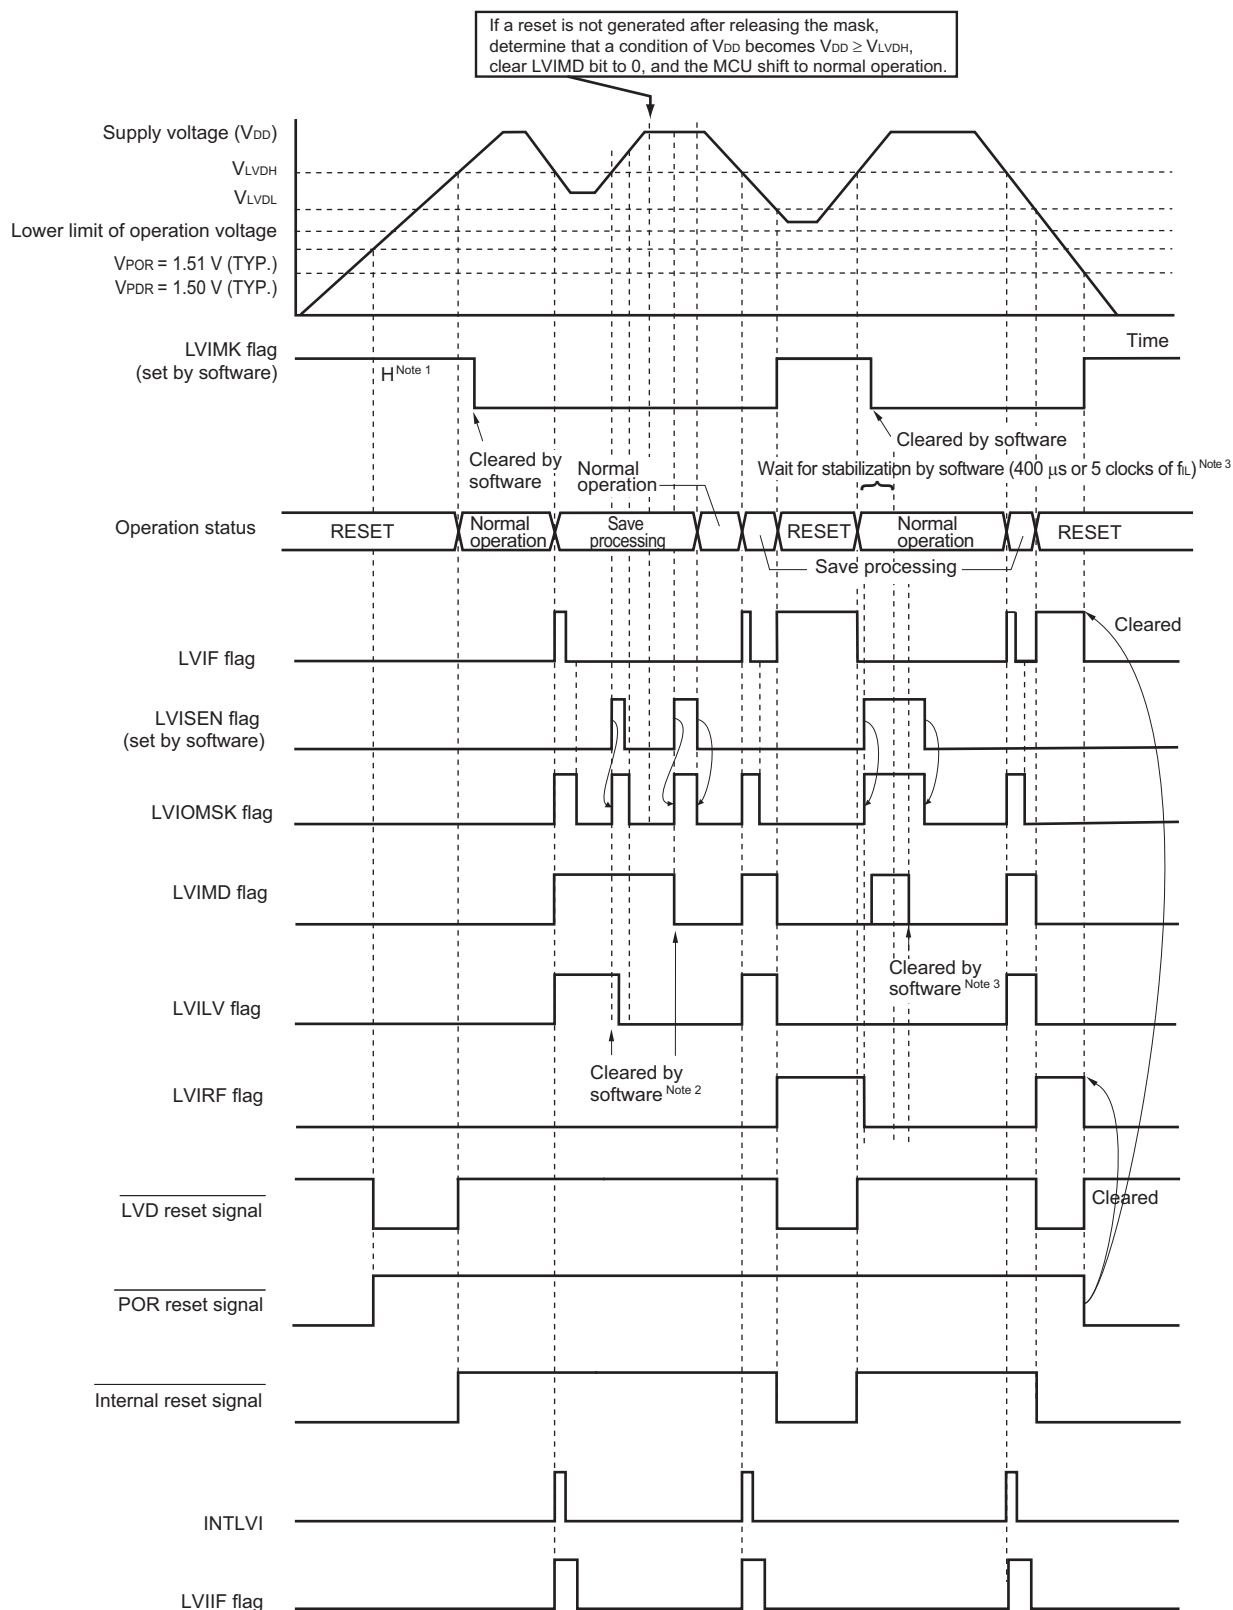 If a reset is not generated after releasing the mask,
determine that a condition of VDD becomes VDD ≥ VLVDH,
clear LVIMD bit to 0, and the MCU shift to normal operation.
Supply voltage (VDD)
VLVDH
VLVDL
Lower limit of operation voltage
VPOR = 1.51 V (TYP.)
VPDR = 1.50 V (TYP.)
Time
LVIMK flag
(set by software)
H Note 1
Cleared by
software
Cleared by software
Normal
operation
Wait for stabilization by software (400 μs or 5 clocks of fIL) Note 3
Operation status
RESET
Normal
operation
Save
processing
RESET
Normal
operation
RESET
Save processing
LVIF flag
Cleared
LVISEN flag
(set by software)
LVIOMSK flag
LVIMD flag
Cleared by
software Note 3
LVILV flag
Cleared by
software Note 2
LVIRF flag
LVD reset signal
Cleared
POR reset signal
Internal reset signal
INTLVI
LVIIF flag